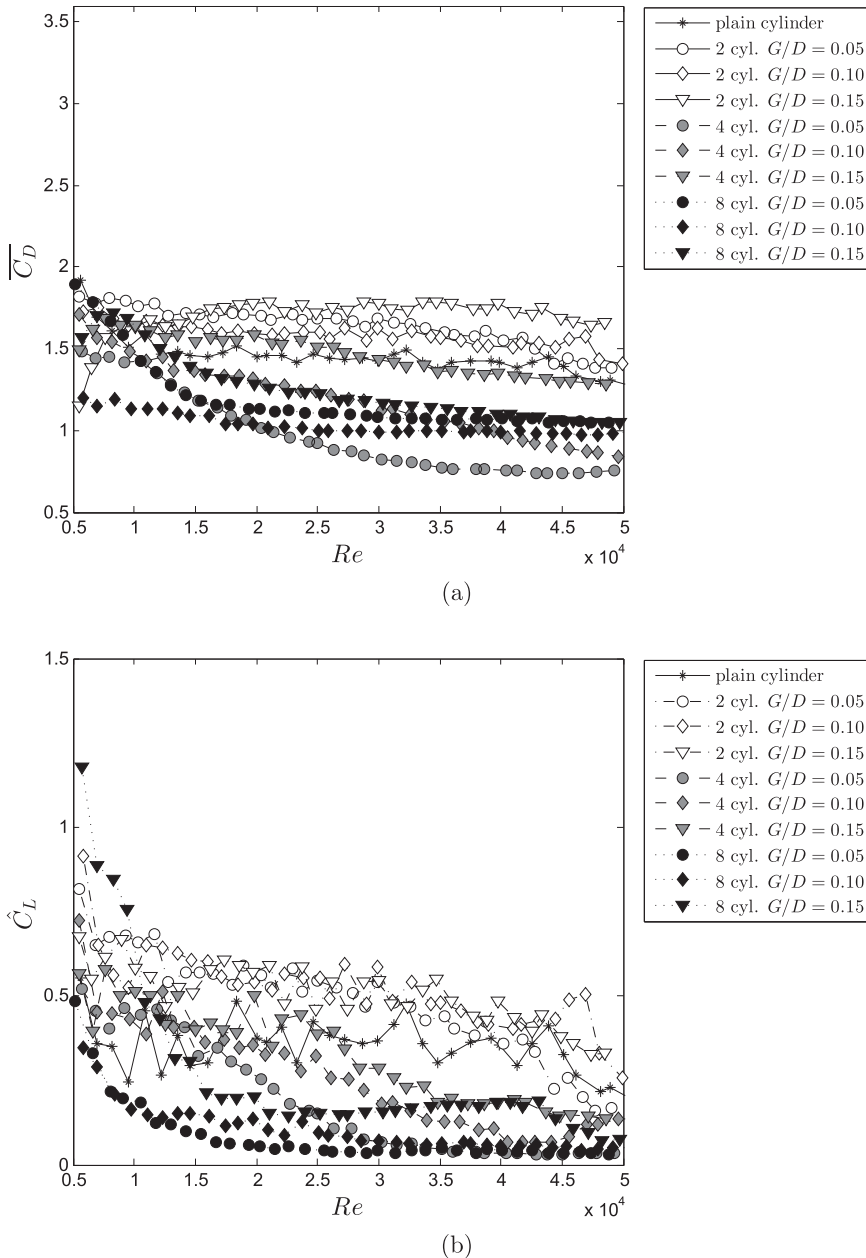 3.5
3
2.5
2
1.5
1
0.5
C_D
0.5 1 1.5 2 2.5 3 3.5 4 4.5 5
x 10^4
Re
plain cylinder
2 cyl. G/D = 0.05
2 cyl. G/D = 0.10
2 cyl. G/D = 0.15
4 cyl. G/D = 0.05
4 cyl. G/D = 0.10
4 cyl. G/D = 0.15
8 cyl. G/D = 0.05
8 cyl. G/D = 0.10
8 cyl. G/D = 0.15
(a)
1.5
1
0.5
0
Ĉ_L
0.5 1 1.5 2 2.5 3 3.5 4 4.5 5
x 10^4
Re
plain cylinder
2 cyl. G/D = 0.05
2 cyl. G/D = 0.10
2 cyl. G/D = 0.15
4 cyl. G/D = 0.05
4 cyl. G/D = 0.10
4 cyl. G/D = 0.15
8 cyl. G/D = 0.05
8 cyl. G/D = 0.10
8 cyl. G/D = 0.15
(b)